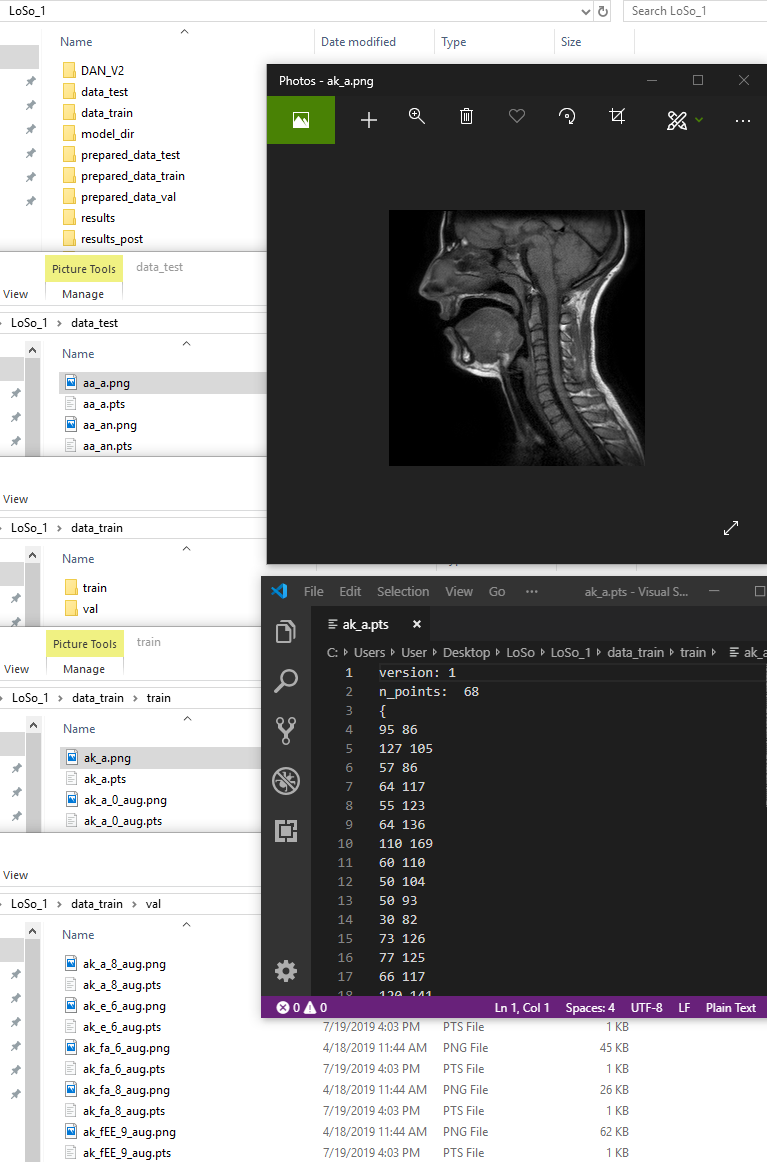 LoSo_1
Search LoSo_1
Name Date modified Type Size
DAN_V2
data_test
data_train
model_dir
prepared_data_test
prepared_data_train
prepared_data_val
results
results_post
Photos - ak_a.png
Picture Tools data_test
View Manage
LoSo_1 > data_test
Name
aa_a.png
aa_a.pts
aa_an.png
aa_an.pts
View
LoSo_1 > data_train
Name
train
val
Picture Tools train
View Manage
LoSo_1 > data_train > train
Name
ak_a.png
ak_a.pts
ak_a_0_aug.png
ak_a_0_aug.pts
View
LoSo_1 > data_train > val
Name
ak_a_8_aug.png
ak_a_8_aug.pts
ak_e_6_aug.png
ak_e_6_aug.pts 7/19/2019 4:03 PM PTS File 1 KB
ak_fa_6_aug.png 4/18/2019 11:44 AM PNG File 45 KB
ak_fa_6_aug.pts 7/19/2019 4:03 PM PTS File 1 KB
ak_fa_8_aug.png 4/18/2019 11:44 AM PNG File 26 KB
ak_fa_8_aug.pts 7/19/2019 4:03 PM PTS File 1 KB
ak_fEE_9_aug.png 4/18/2019 11:44 AM PNG File 62 KB
ak_fEE_9_aug.pts 7/19/2019 4:03 PM PTS File 1 KB
File Edit Selection View Go ··· ak_a.pts - Visual S...
ak_a.pts ×
C: > Users > User > Desktop > LoSo > LoSo_1 > data_train > train > ak_a
1 version: 1
2 n_points:  68
3 {
4 95 86
5 127 105
6 57 86
7 64 117
8 55 123
9 64 136
10 110 169
11 60 110
12 50 104
13 50 93
14 30 82
15 73 126
16 77 125
17 66 117
18 120 141
0 0 Ln 1, Col 1 Spaces: 4 UTF-8 LF Plain Text